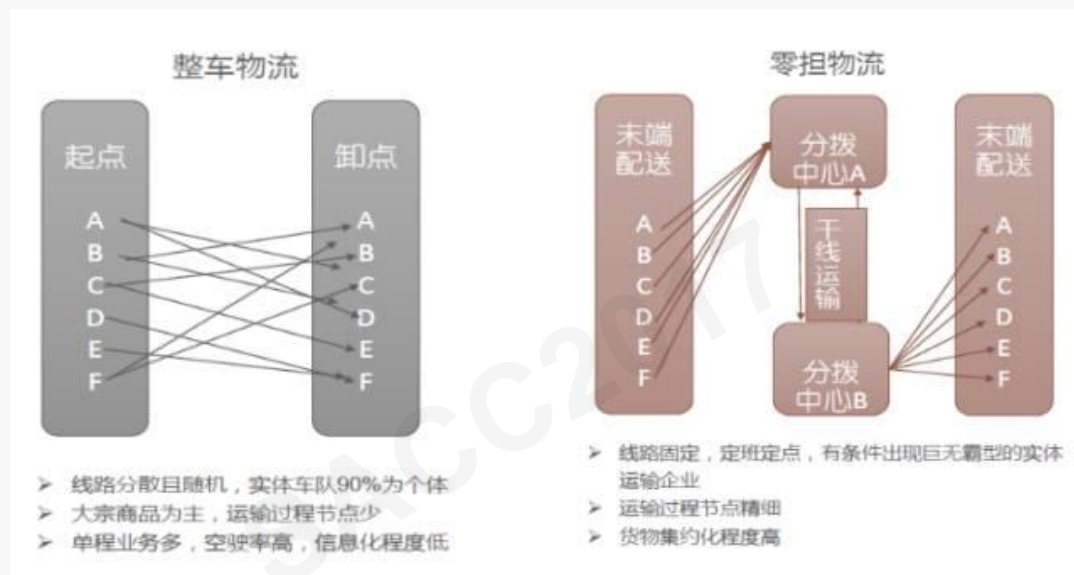 整车物流
起点
A
B
C
D
E
F
卸点
A
B
C
D
E
F
➢ 线路分散且随机，实体车队90%为个体
➢ 大宗商品为主，运输过程节点少
➢ 单程业务多，空驶率高，信息化程度低
零担物流
末端
配送
A
B
C
D
E
F
分拨
中心A
干
线
运
输
分拨
中心B
末端
配送
A
B
C
D
E
F
➢ 线路固定，定班定点，有条件出现巨无霸型的实体
运输企业
➢ 运输过程节点精细
➢ 货物集约化程度高
SACC2017